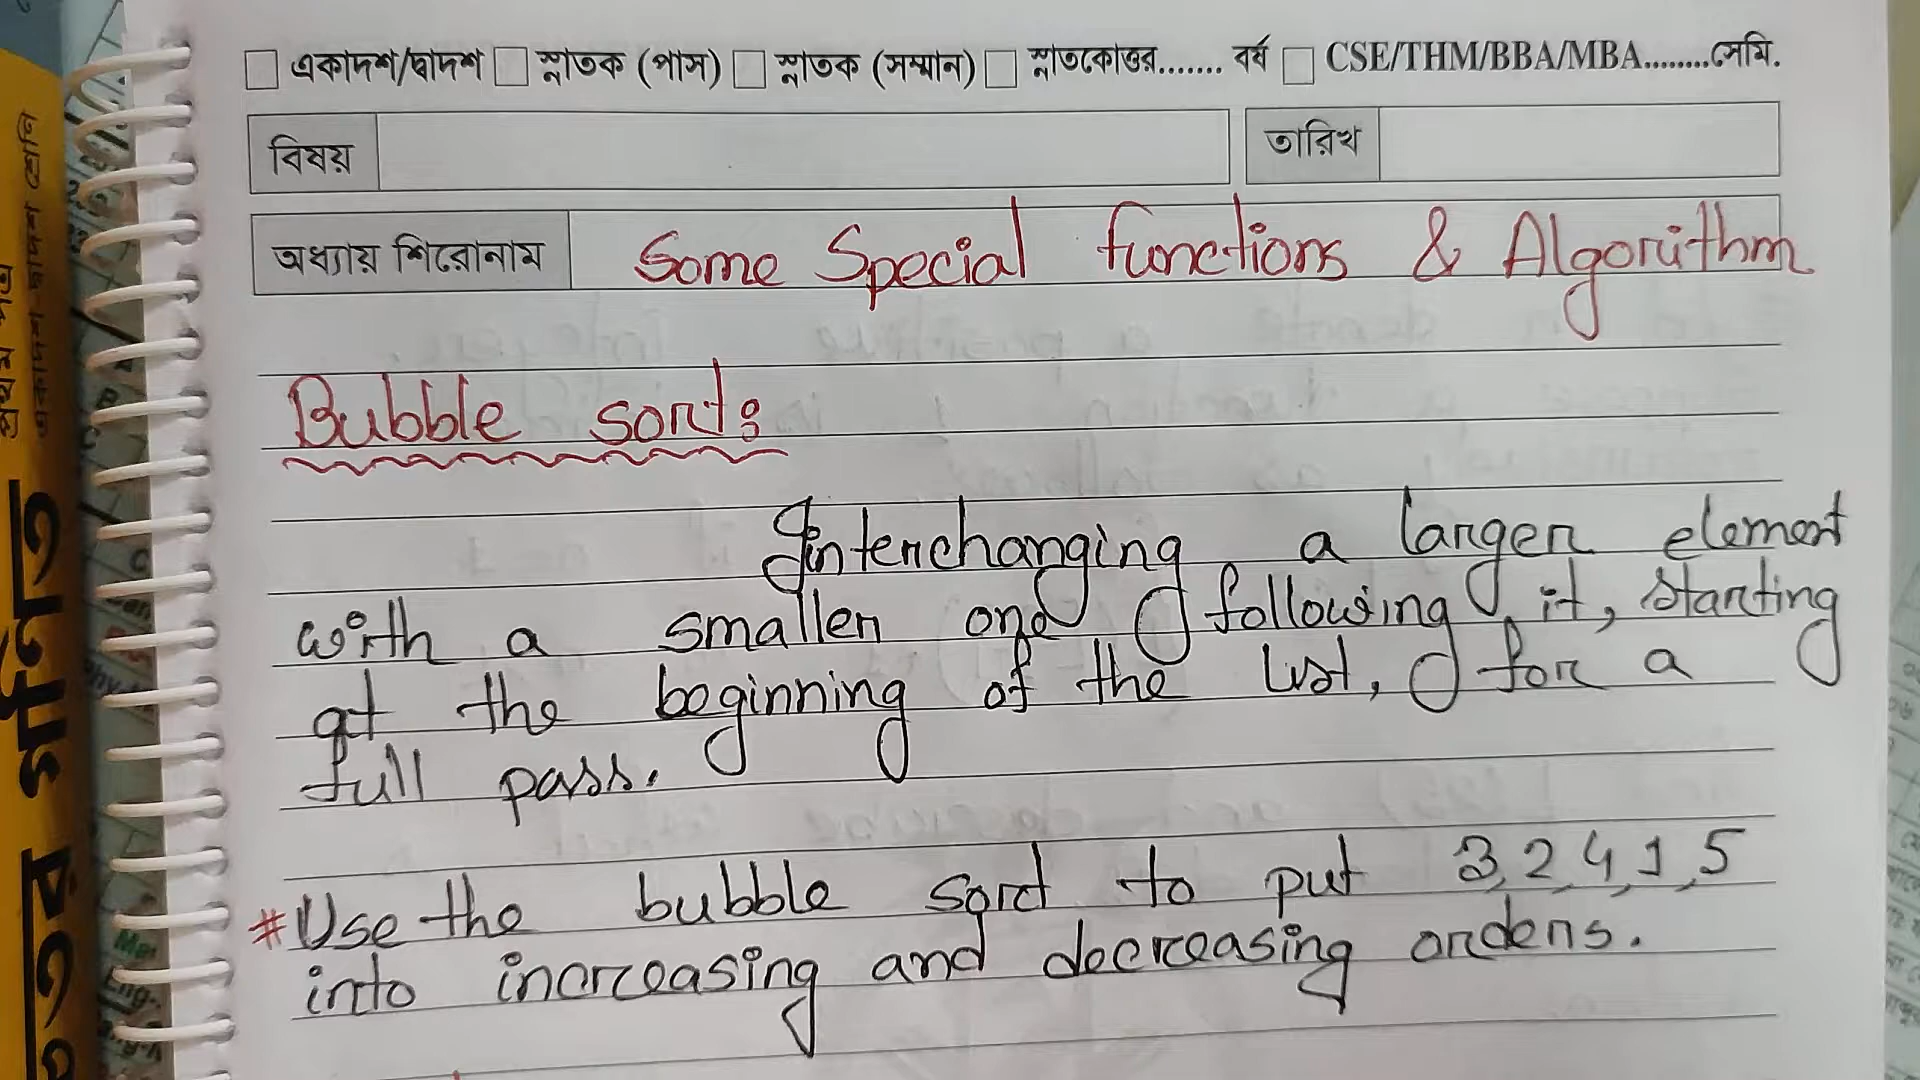 একাদশ/দ্বাদশ স্নাতক (পাস) স্নাতক (সম্মান) স্নাতকোত্তর....... বর্ষ CSE/THM/BBA/MBA........সেমি.
বিষয়
তারিখ
অধ্যায় শিরোনাম Some Special functions & Algorithm
Bubble sort:
Interchanging a larger element
with a smaller one following it, starting
at the beginning of the list, for a
full pass.
#Use the bubble sort to put 3,2,4,1,5
into increasing and decreasing orders.